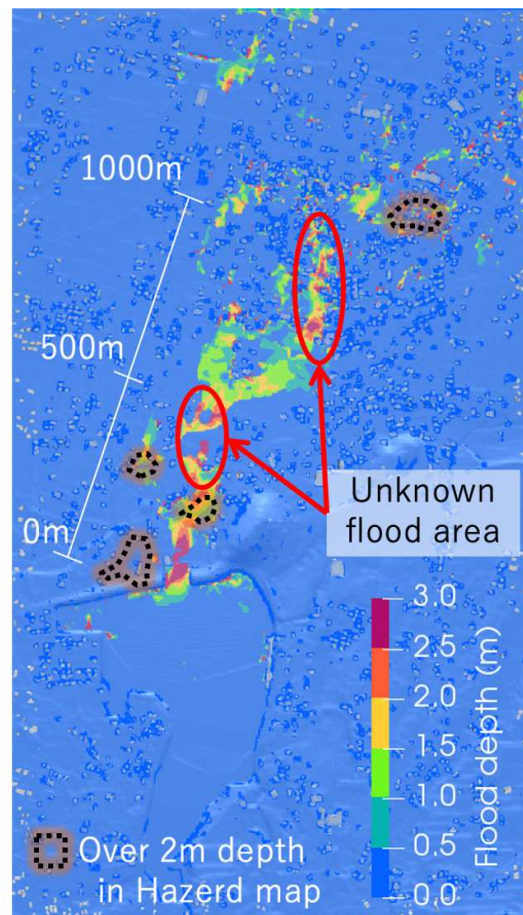 1000m
500m
0m
Unknown
flood area
3.0
2.5
2.0
1.5
1.0
0.5
0.0
Flood depth (m)
Over 2m depth
in Hazerd map